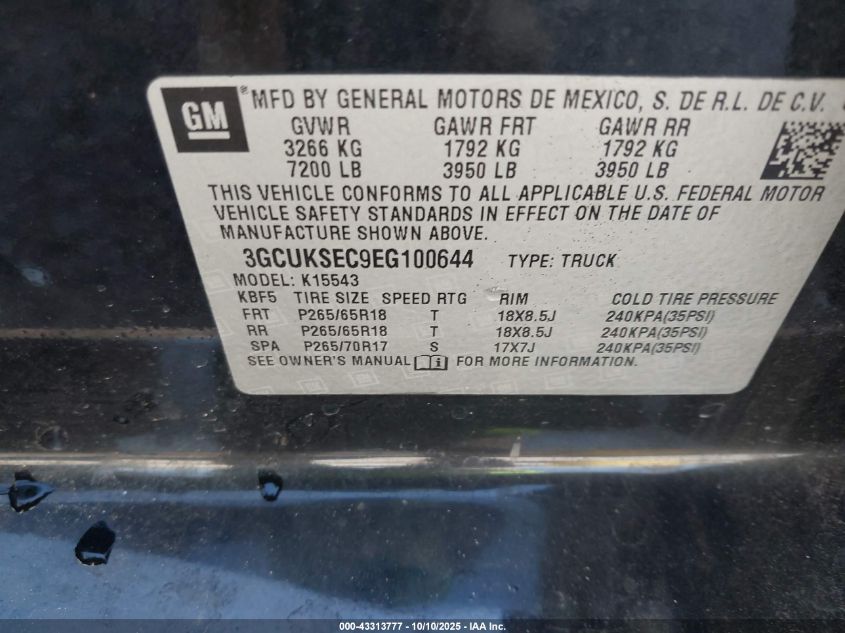 GM ® MFD BY GENERAL MOTORS DE MEXICO, S. DE R.L. DE C.V.
GVWR GAWR FRT GAWR RR
3266 KG 1792 KG 1792 KG
7200 LB 3950 LB 3950 LB
THIS VEHICLE CONFORMS TO ALL APPLICABLE U.S. FEDERAL MOTOR
VEHICLE SAFETY STANDARDS IN EFFECT ON THE DATE OF
MANUFACTURE SHOWN ABOVE.
3GCUKSEC9EG100644 TYPE: TRUCK
MODEL: K15543
KBF5 TIRE SIZE SPEED RTG RIM COLD TIRE PRESSURE
FRT P265/65R18 T 18X8.5J 240KPA(35PSI)
RR P265/65R18 T 18X8.5J 240KPA(35PSI)
SPA P265/70R17 S 17X7J 240KPA(35PSI)
SEE OWNER'S MANUAL i FOR MORE INFORMATION.
000-43313777 - 10/10/2025 - IAA Inc.